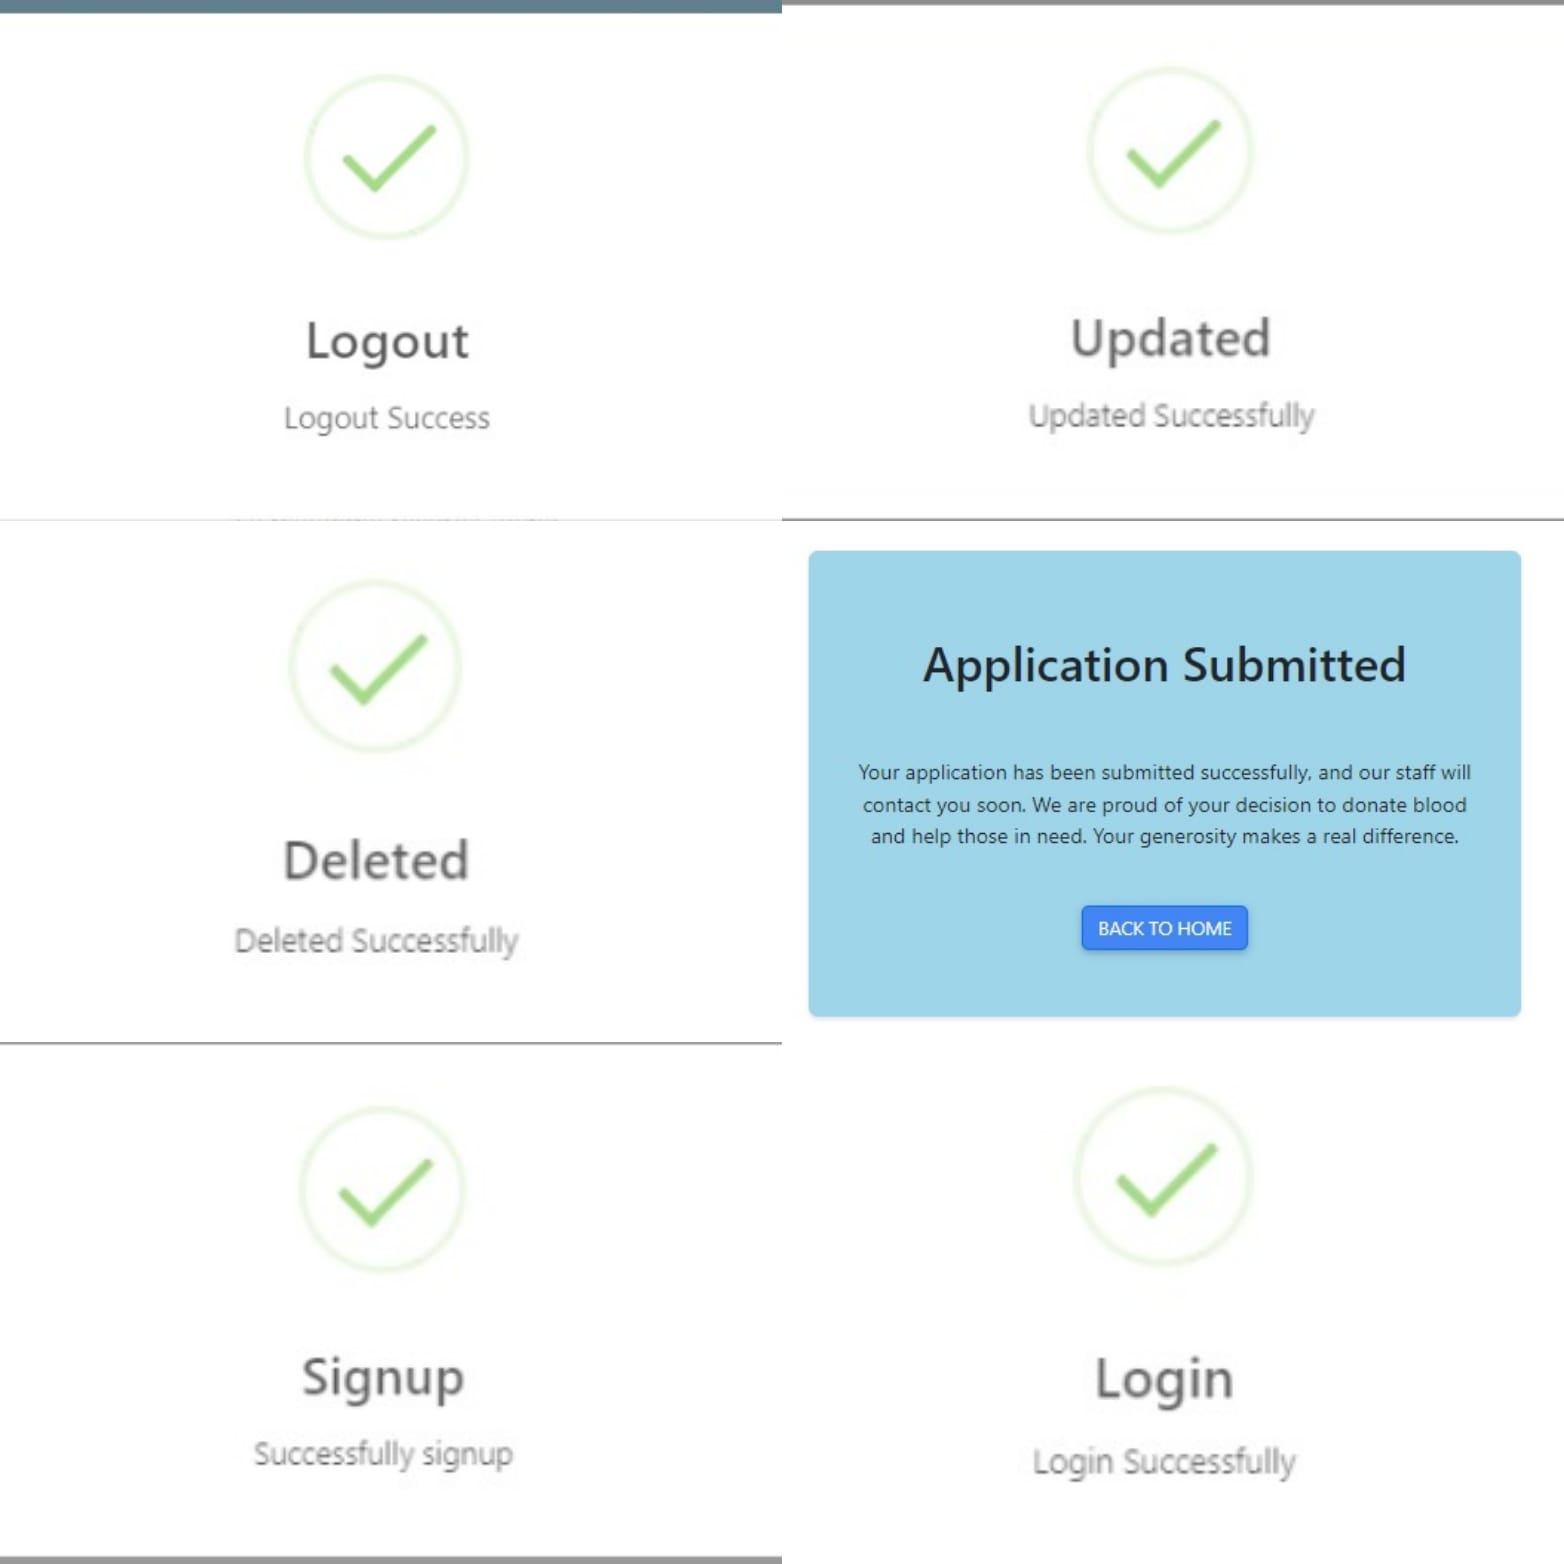 Logout
Logout Success
Updated
Updated Successfully
Deleted
Deleted Successfully
Application Submitted
Your application has been submitted successfully, and our staff will
contact you soon. We are proud of your decision to donate blood
and help those in need. Your generosity makes a real difference.
BACK TO HOME
Signup
Successfully signup
Login
Login Successfully